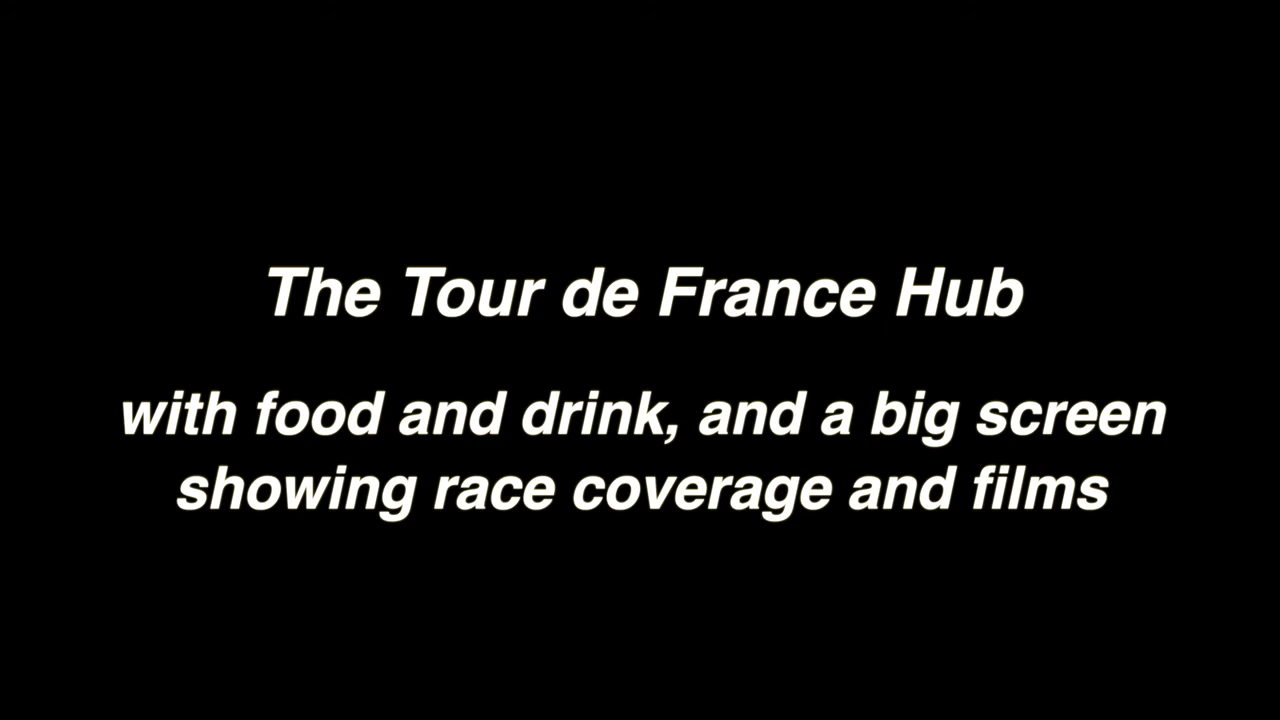 The Tour de France Hub
with food and drink, and a big screen
showing race coverage and films